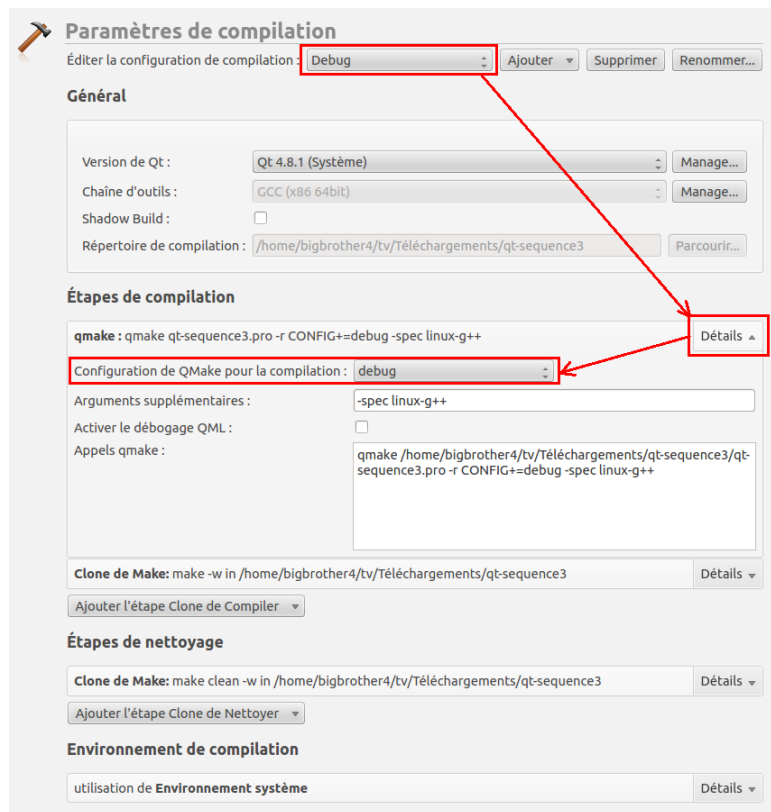 Paramètres de compilation
Éditer la configuration de compilation : Debug Ajouter Supprimer Renommer...
Général
Version de Qt : Qt 4.8.1 (Système) Manage...
Chaîne d'outils : GCC (x86 64bit) Manage...
Shadow Build :
Répertoire de compilation : /home/bigbrother4/tv/Téléchargements/qt-sequence3 Parcourir...
Étapes de compilation
qmake : qmake qt-sequence3.pro -r CONFIG+=debug -spec linux-g++ Détails
Configuration de QMake pour la compilation : debug
Arguments supplémentaires : -spec linux-g++
Activer le débogage QML :
Appels qmake : qmake /home/bigbrother4/tv/Téléchargements/qt-sequence3/qt-
sequence3.pro -r CONFIG+=debug -spec linux-g++
Clone de Make: make -w in /home/bigbrother4/tv/Téléchargements/qt-sequence3 Détails
Ajouter l'étape Clone de Compiler
Étapes de nettoyage
Clone de Make: make clean -w in /home/bigbrother4/tv/Téléchargements/qt-sequence3 Détails
Ajouter l'étape Clone de Nettoyer
Environnement de compilation
utilisation de Environnement système Détails